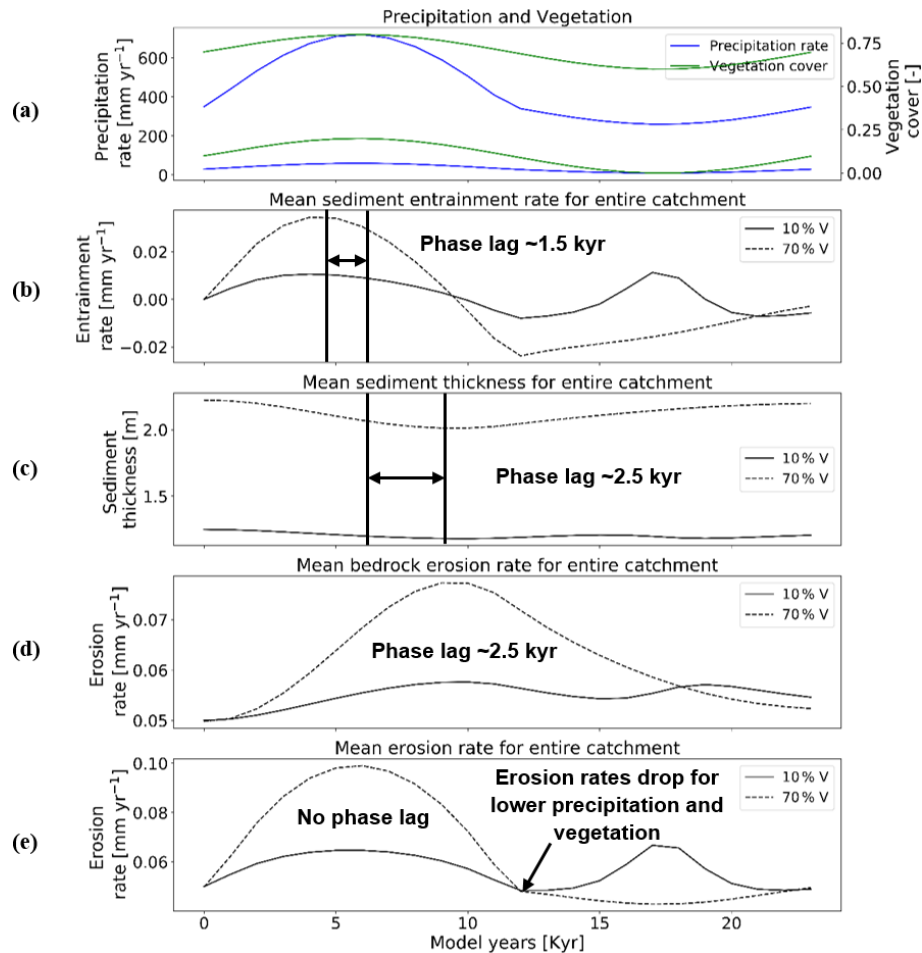 Precipitation and Vegetation
(a)
Precipitation
rate [mm yr⁻¹]
600
400
200
0
Precipitation rate
Vegetation cover
0.75
0.50
0.25
0.00
Vegetation
cover [-]
Mean sediment entrainment rate for entire catchment
(b)
Entrainment
rate [mm yr⁻¹]
0.02
0.00
−0.02
Phase lag ~1.5 kyr
10% V
70% V
Mean sediment thickness for entire catchment
(c)
Sediment
thickness [m]
2.0
1.5
Phase lag ~2.5 kyr
10% V
70% V
Mean bedrock erosion rate for entire catchment
(d)
Erosion
rate [mm yr⁻¹]
0.07
0.06
0.05
Phase lag ~2.5 kyr
10% V
70% V
Mean erosion rate for entire catchment
(e)
Erosion
rate [mm yr⁻¹]
0.10
0.08
0.06
No phase lag
Erosion rates drop for
lower precipitation and
vegetation
10% V
70% V
0 5 10 15 20
Model years [Kyr]